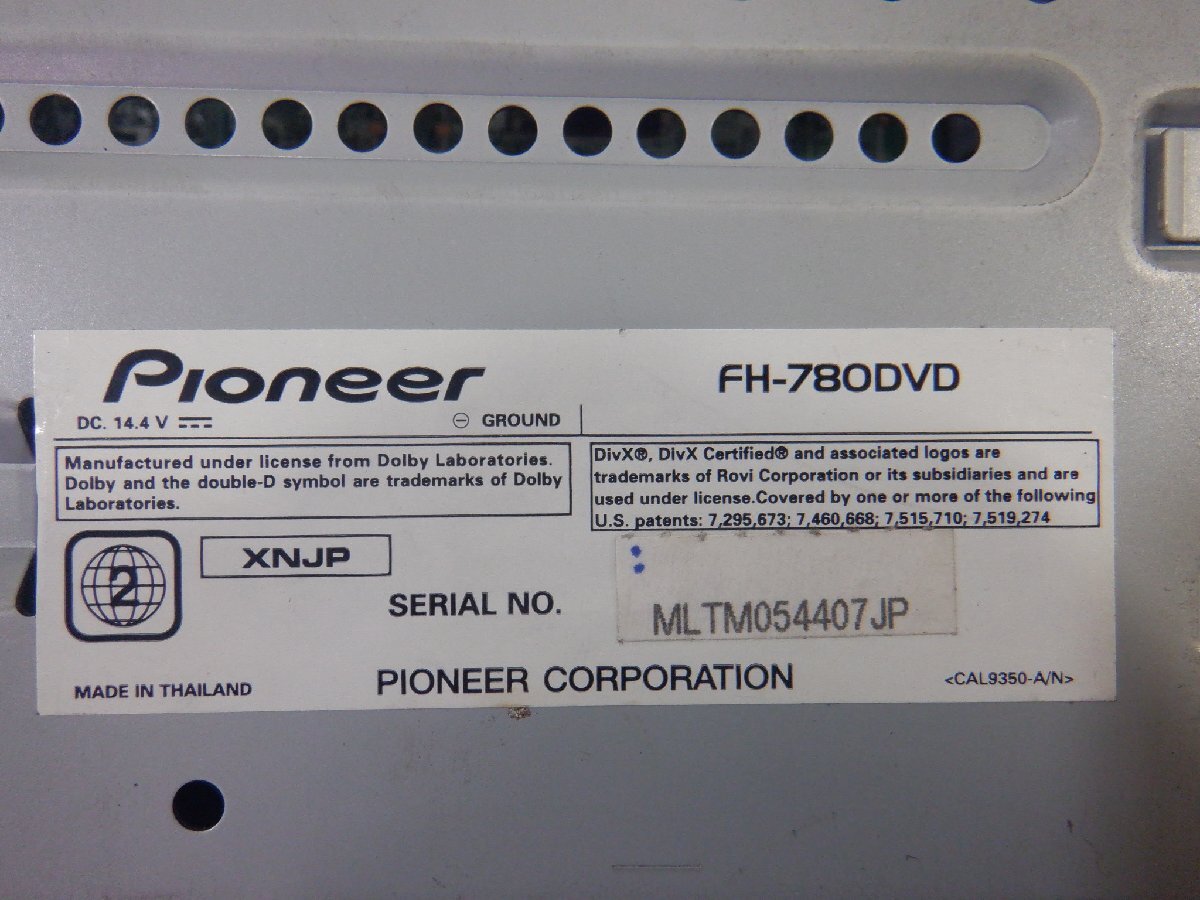 Pioneer
FH-780DVD
DC. 14.4 V
GROUND
Manufactured under license from Dolby Laboratories.
Dolby and the double-D symbol are trademarks of Dolby
Laboratories.
DivX®, DivX Certified® and associated logos are
trademarks of Rovi Corporation or its subsidiaries and are
used under license.Covered by one or more of the following
U.S. patents: 7,295,673; 7,460,668; 7,515,710; 7,519,274
2
XNJP
SERIAL NO.
MLTM054407JP
MADE IN THAILAND
PIONEER CORPORATION
<CAL9350-A/N>